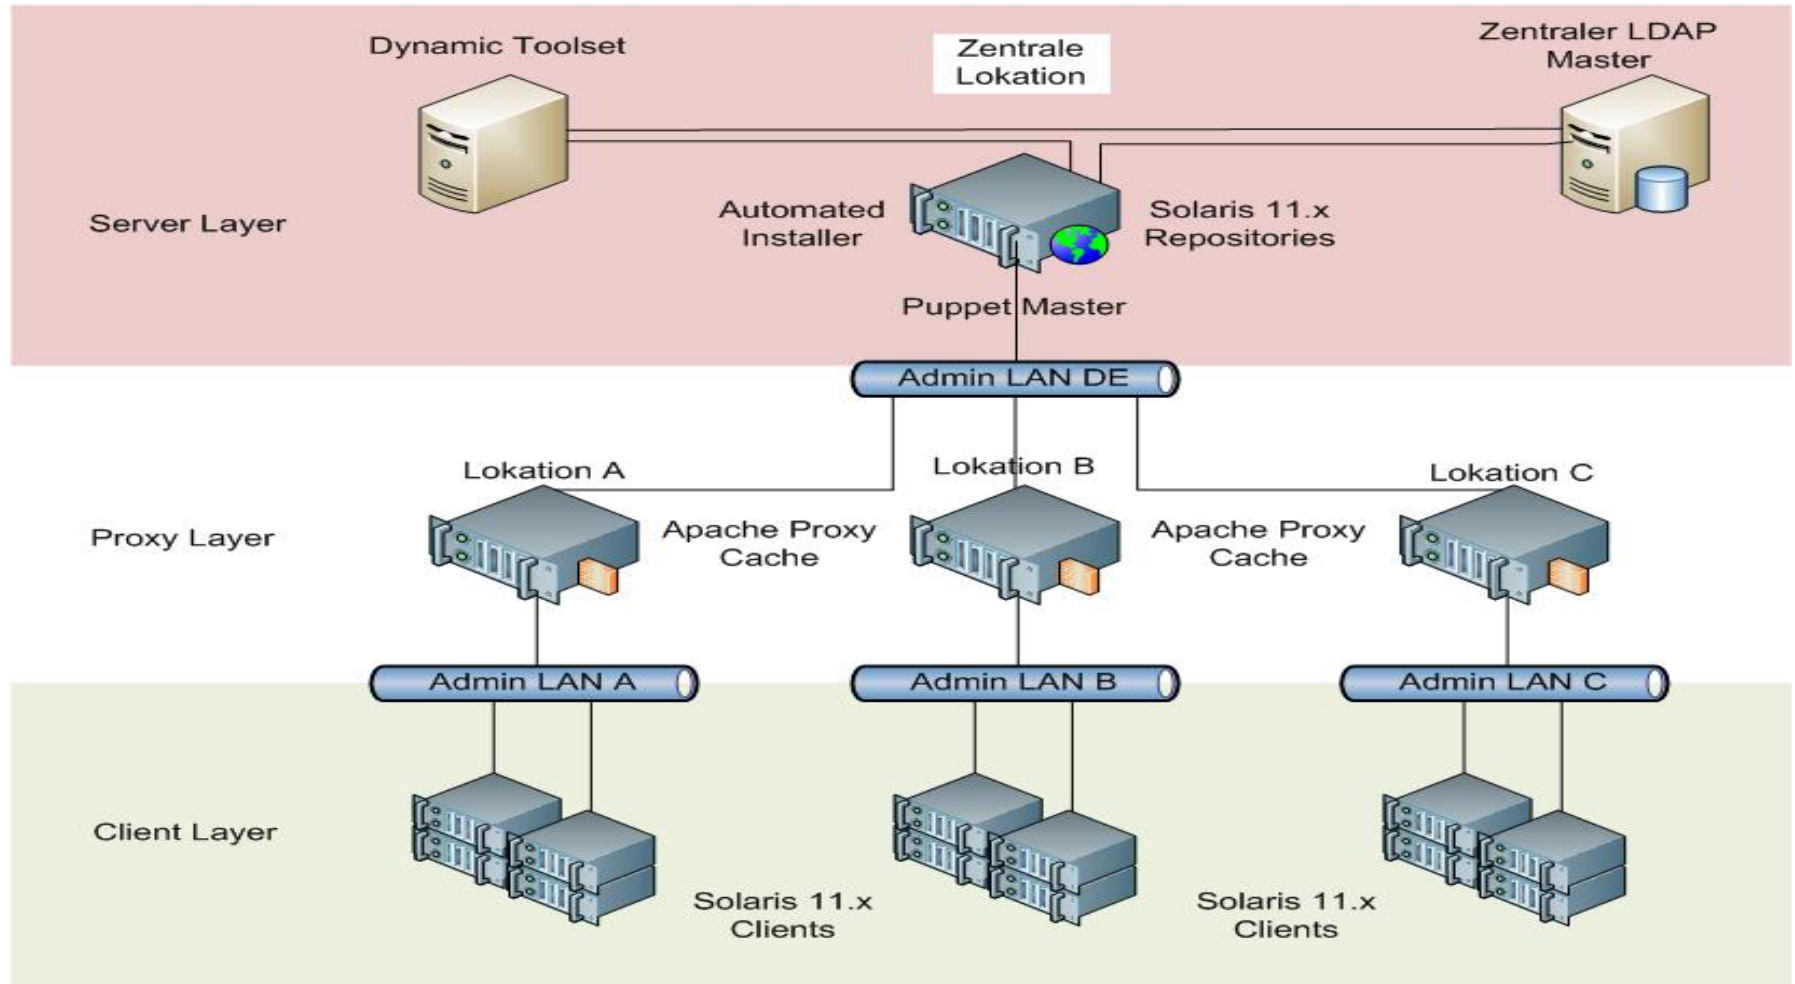 Dynamic Toolset
Zentrale
Lokation
Zentraler LDAP
Master
Server Layer
Automated
Installer
Solaris 11.x
Repositories
Puppet Master
Admin LAN DE
Lokation A
Lokation B
Lokation C
Proxy Layer
Apache Proxy
Cache
Apache Proxy
Cache
Admin LAN A
Admin LAN B
Admin LAN C
Client Layer
Solaris 11.x
Clients
Solaris 11.x
Clients